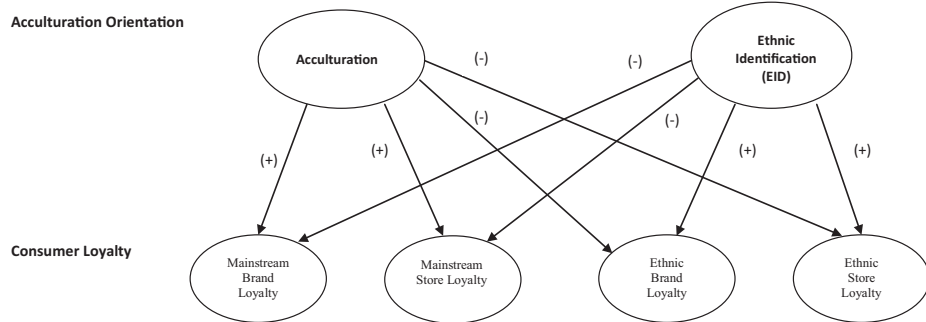 Acculturation Orientation
Acculturation
Ethnic
Identification
(EID)
(-)
(-)
(-)
(-)
(+)
(+)
(+)
(+)
Consumer Loyalty
Mainstream
Brand
Loyalty
Mainstream
Store Loyalty
Ethnic
Brand
Loyalty
Ethnic
Store
Loyalty